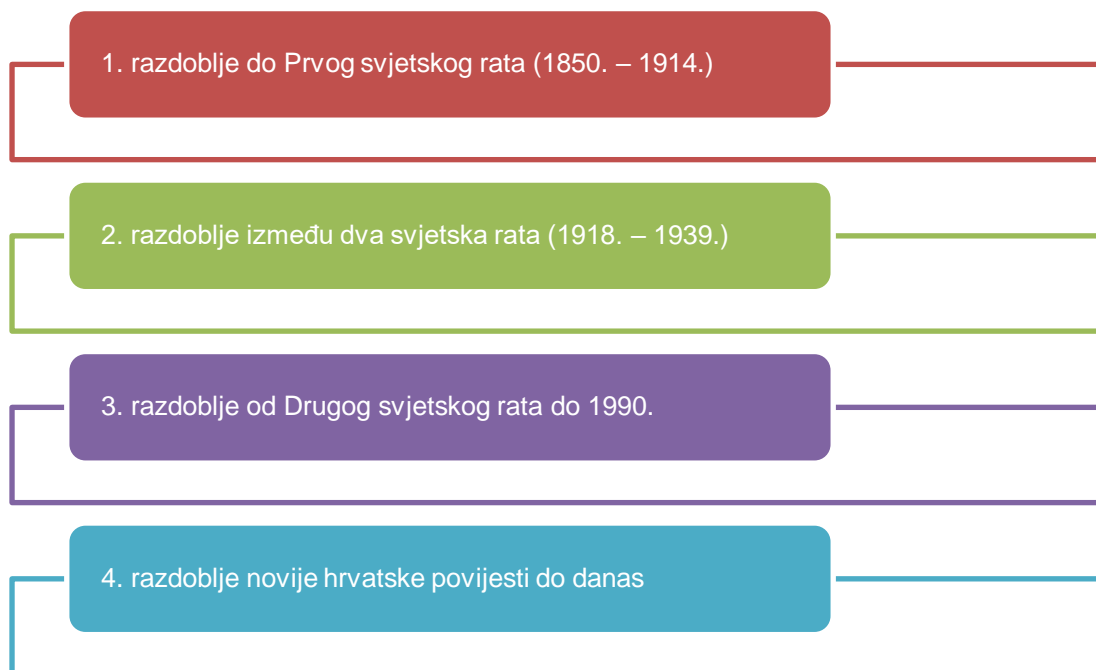 1. razdoblje do Prvog svjetskog rata (1850. – 1914.)
2. razdoblje između dva svjetska rata (1918. – 1939.)
3. razdoblje od Drugog svjetskog rata do 1990.
4. razdoblje novije hrvatske povijesti do danas